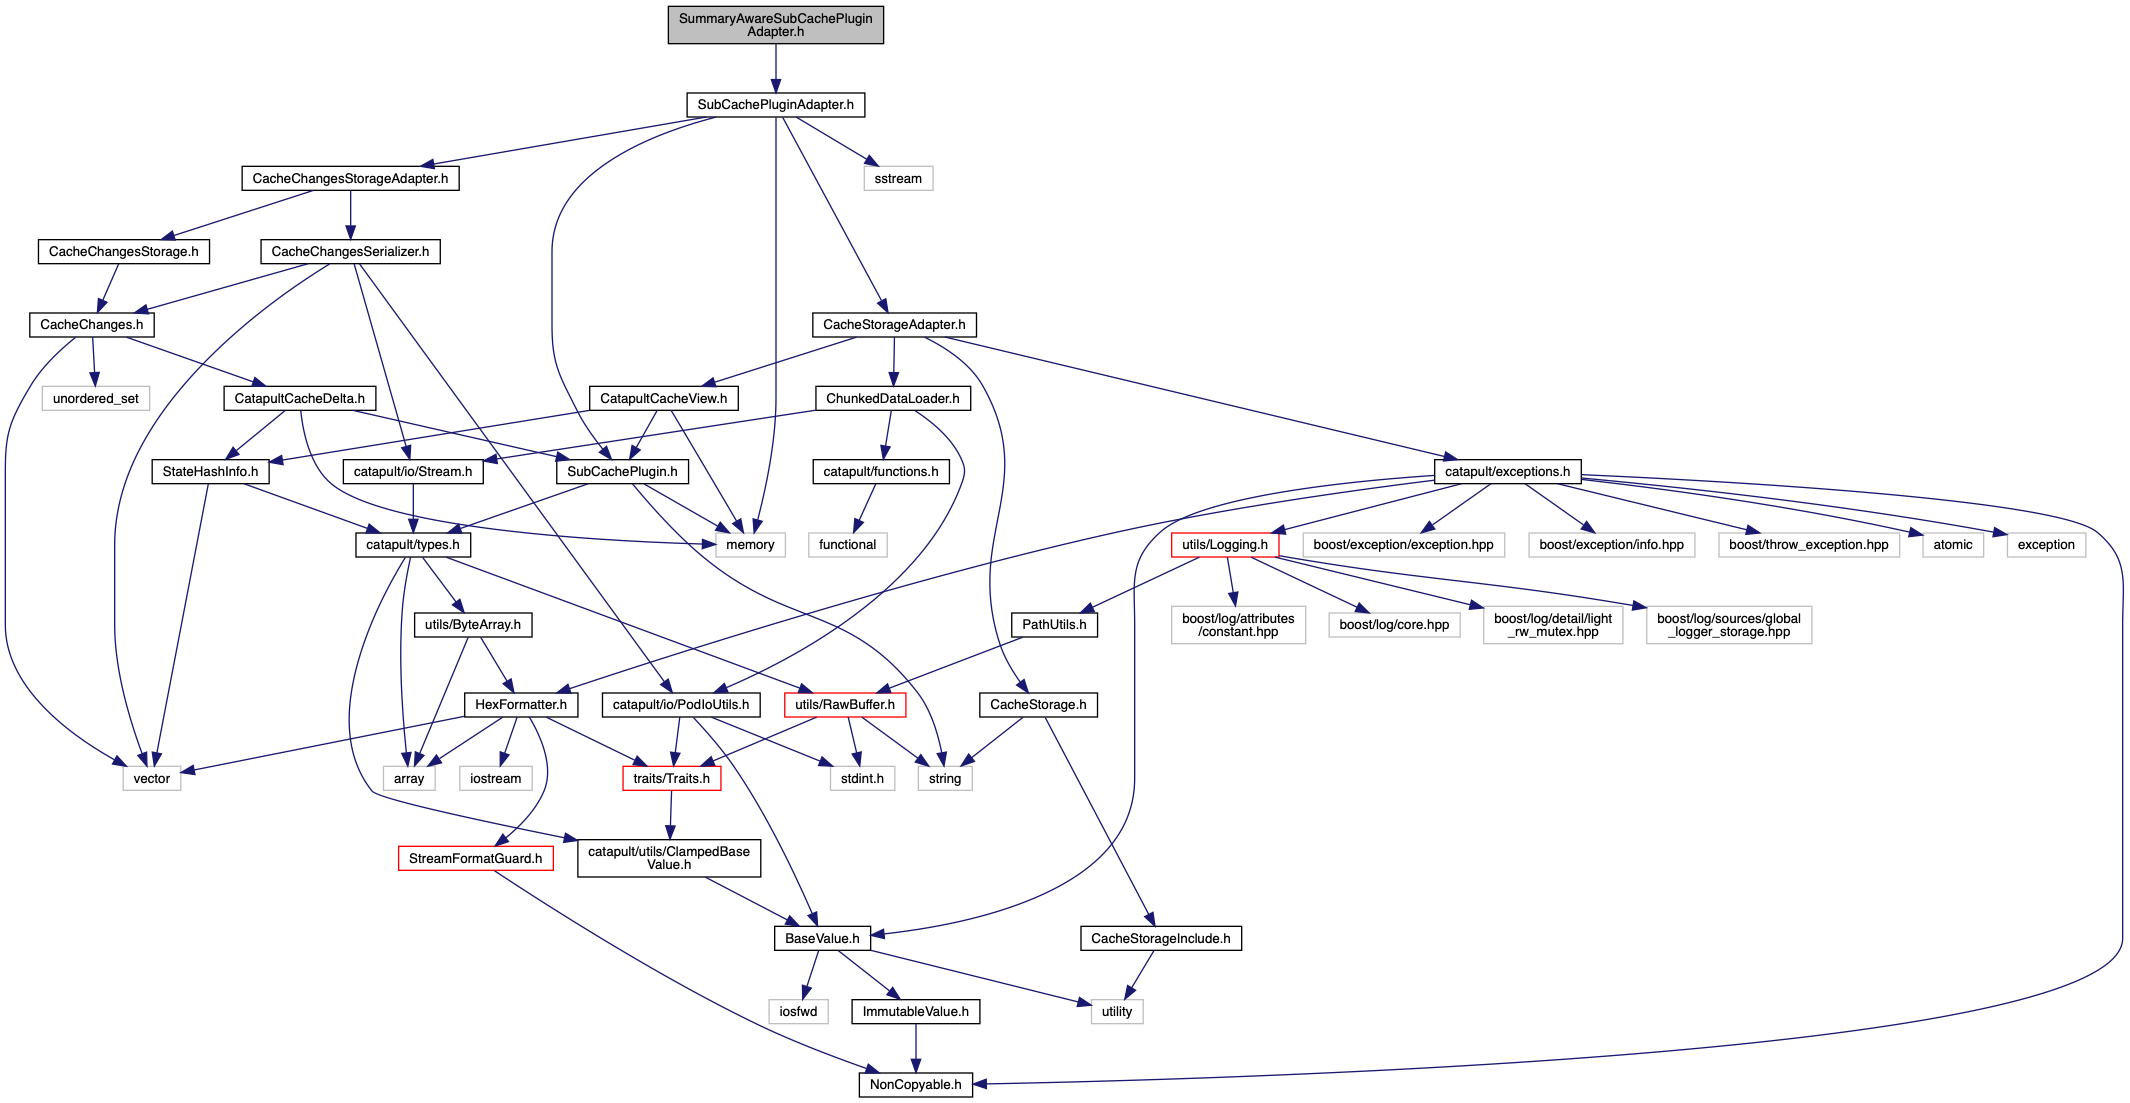 SummaryAwareSubCachePlugin
Adapter.h
SubCachePluginAdapter.h
CacheChangesStorageAdapter.h
sstream
CacheChangesStorage.h
CacheChangesSerializer.h
CacheChanges.h
CacheStorageAdapter.h
unordered_set
CatapultCacheDelta.h
CatapultCacheView.h
ChunkedDataLoader.h
StateHashInfo.h
catapult/io/Stream.h
SubCachePlugin.h
catapult/functions.h
catapult/exceptions.h
catapult/types.h
memory
functional
utils/Logging.h
boost/exception/exception.hpp
boost/exception/info.hpp
boost/throw_exception.hpp
atomic
exception
utils/ByteArray.h
PathUtils.h
boost/log/attributes
/constant.hpp
boost/log/core.hpp
boost/log/detail/light
_rw_mutex.hpp
boost/log/sources/global
_logger_storage.hpp
HexFormatter.h
catapult/io/PodIoUtils.h
utils/RawBuffer.h
CacheStorage.h
vector
array
iostream
traits/Traits.h
stdint.h
string
StreamFormatGuard.h
catapult/utils/ClampedBase
Value.h
BaseValue.h
CacheStorageInclude.h
iosfwd
ImmutableValue.h
utility
NonCopyable.h